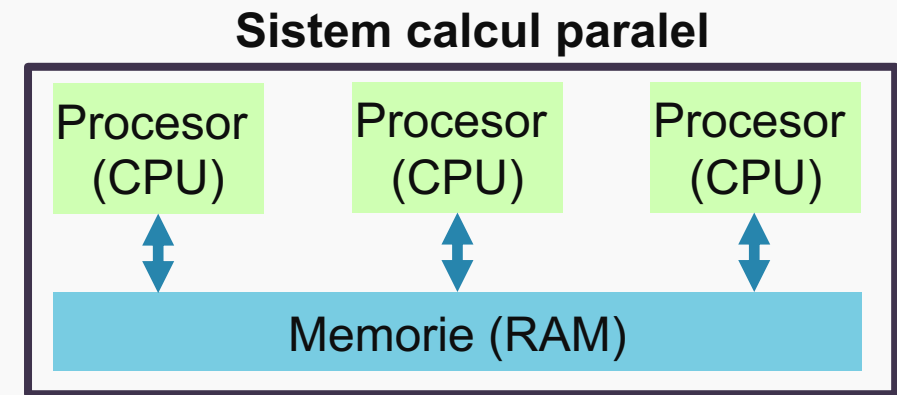 Sistem calcul paralel
Procesor
(CPU)
Procesor
(CPU)
Procesor
(CPU)
Memorie (RAM)